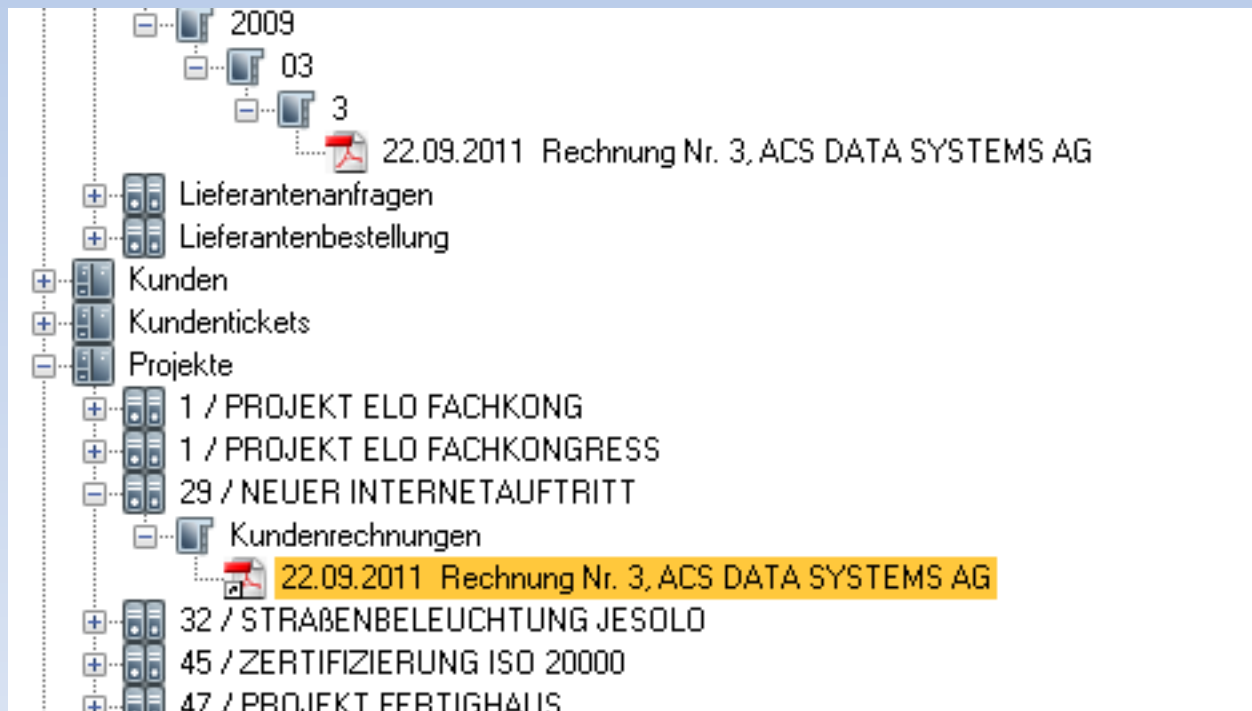 2009
03
3
22.09.2011 Rechnung Nr. 3, ACS DATA SYSTEMS AG
Lieferantenanfragen
Lieferantenbestellung
Kunden
Kundentickets
Projekte
1 / PROJEKT ELO FACHKONG
1 / PROJEKT ELO FACHKONGRESS
29 / NEUER INTERNETAUFTRITT
Kundenrechnungen
22.09.2011 Rechnung Nr. 3, ACS DATA SYSTEMS AG
32 / STRAßENBELEUCHTUNG JESOLO
45 / ZERTIFIZIERUNG ISO 20000
47 / PROJEKT FERTIGHAUS